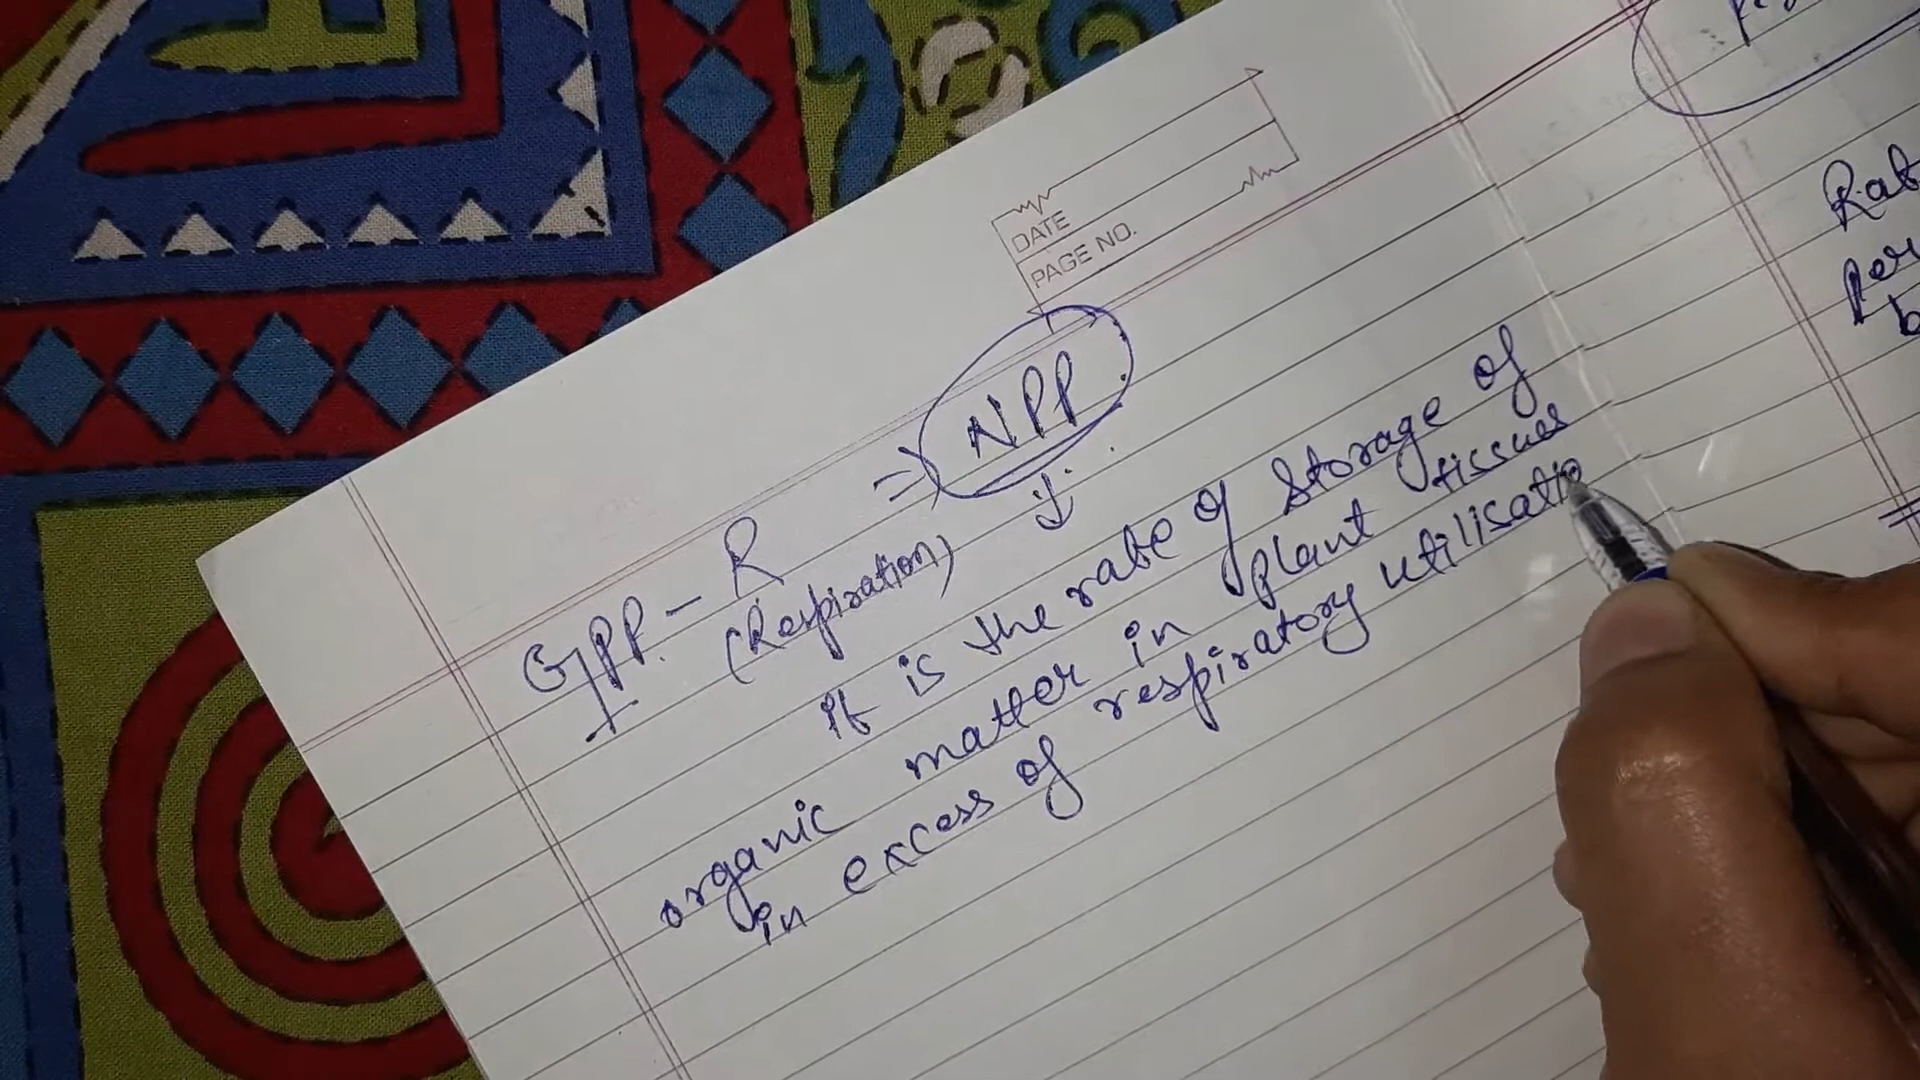 DATE
PAGE NO.
GPP - R => NPP
(Respiration)
It is the rate of storage of
organic matter in plant tissues
in excess of respiratory utilisatio
per